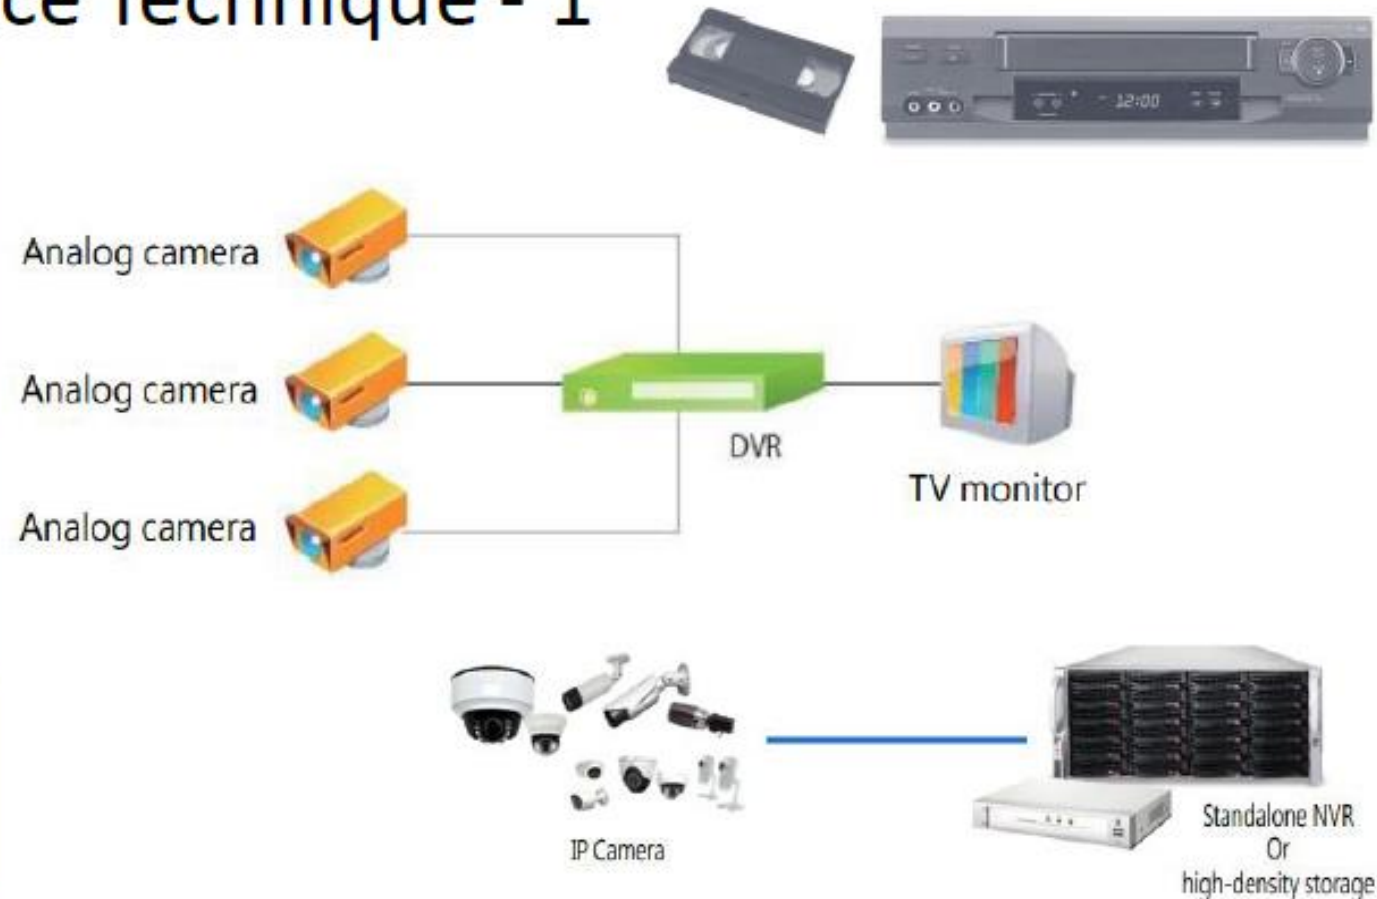 ce Technique - 1
12:00
Analog camera
Analog camera
DVR
TV monitor
Analog camera
IP Camera
Standalone NVR
Or
high-density storage